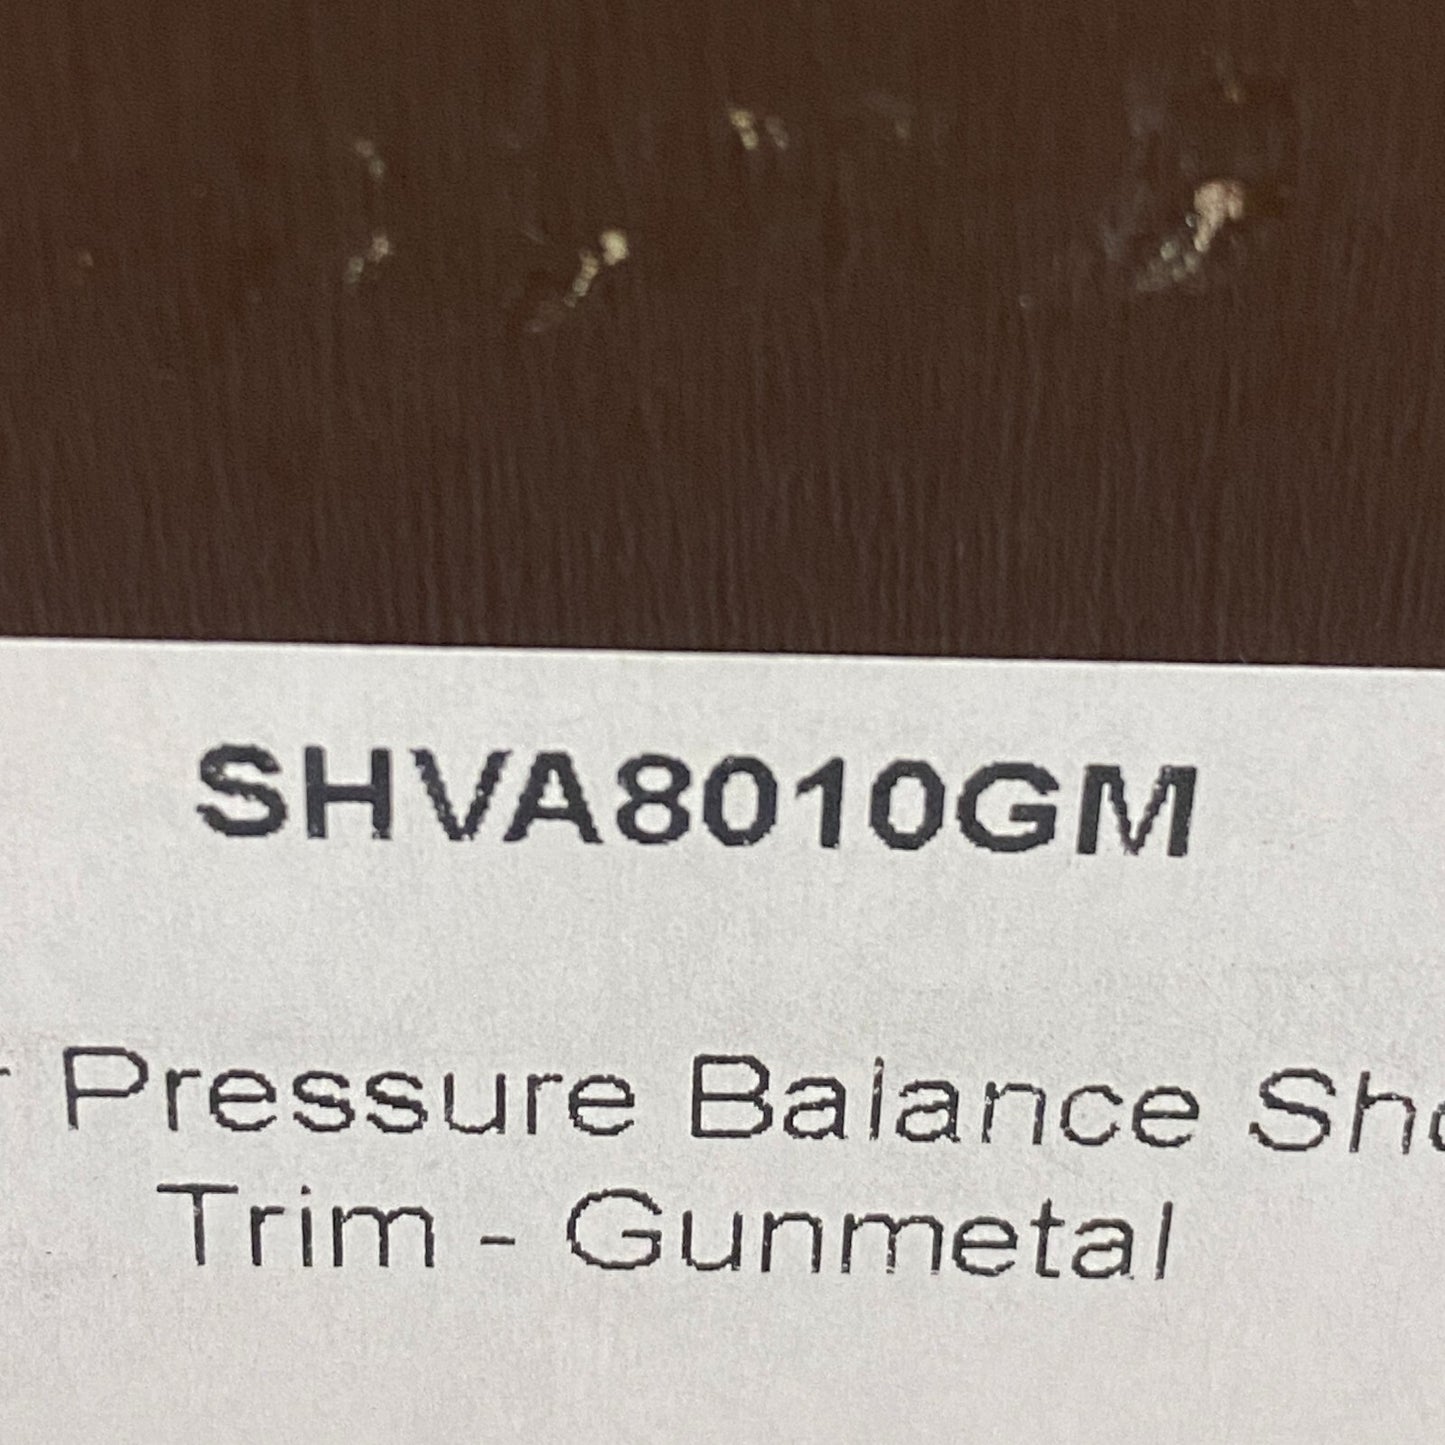 SHVA8010GM
Pressure Balance
Trim - Gunmetal